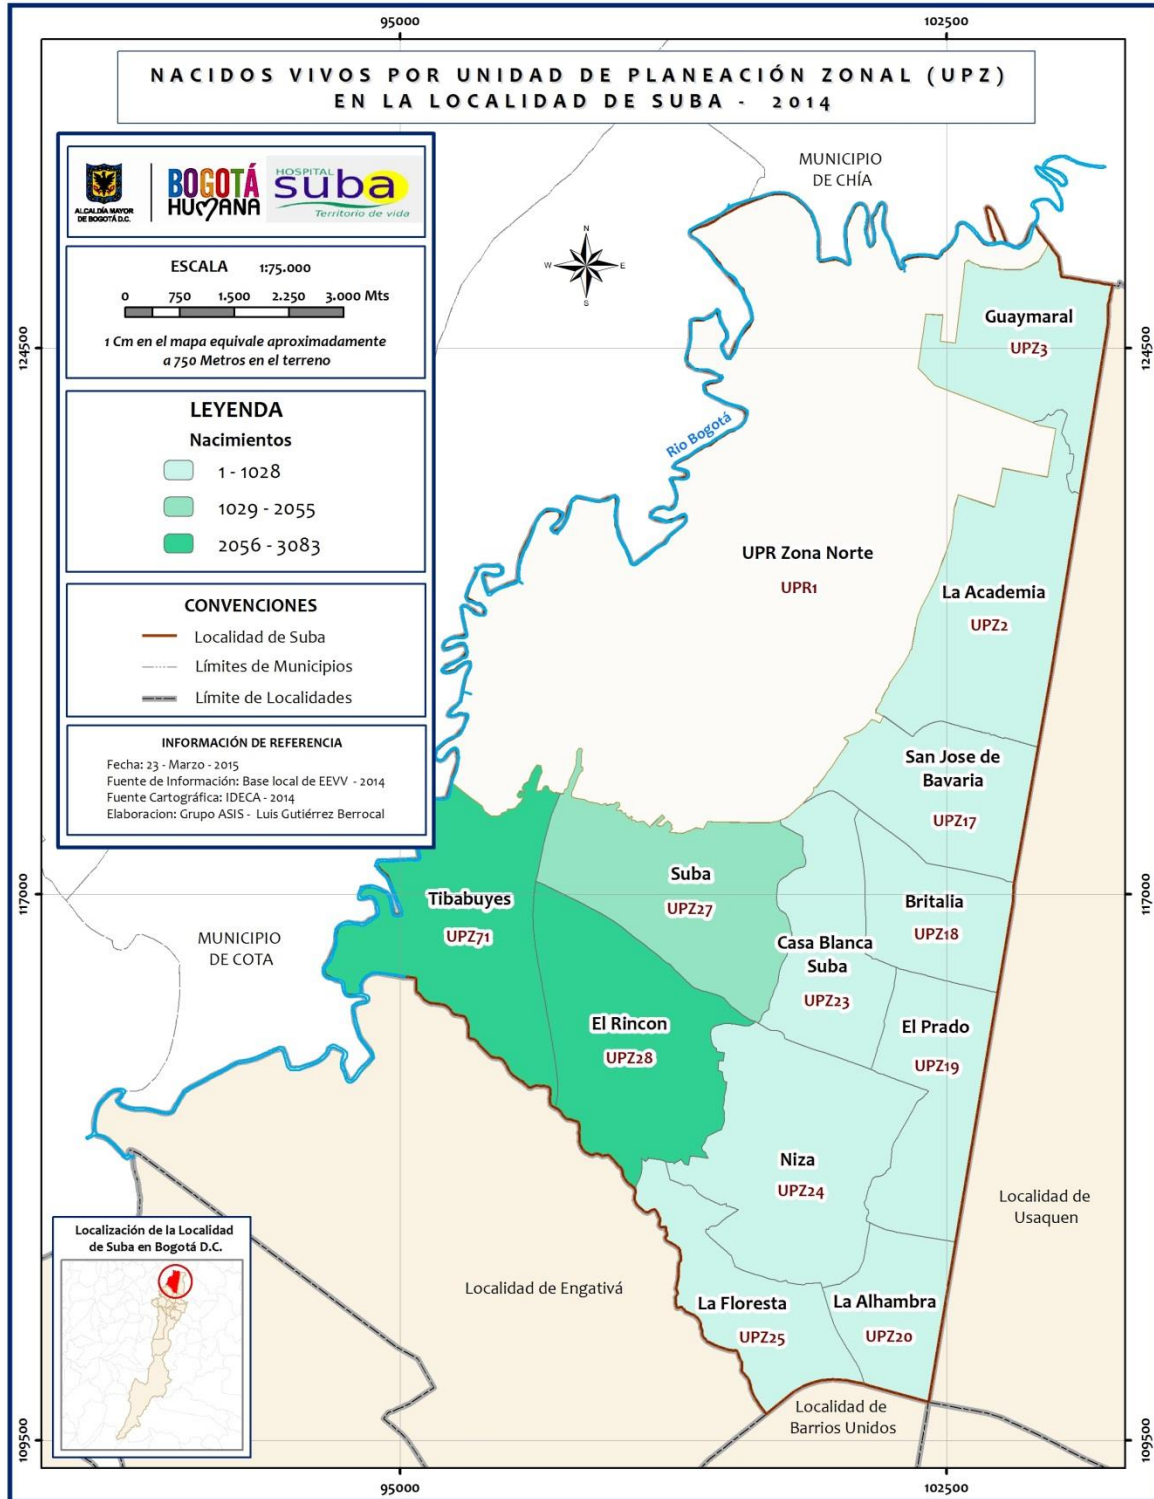 95000
102500
NACIDOS VIVOS POR UNIDAD DE PLANEACIÓN ZONAL (UPZ)
EN LA LOCALIDAD DE SUBA - 2014
ALCALDÍA MAYOR
DE BOGOTÁ D.C.
BOGOTÁ
HUMANA
HOSPITAL
suba
Territorio de vida
ESCALA 1:75.000
0 750 1.500 2.250 3.000 Mts
1 Cm en el mapa equivale aproximadamente
a 750 Metros en el terreno
LEYENDA
Nacimientos
1 - 1028
1029 - 2055
2056 - 3083
CONVENCIONES
Localidad de Suba
Límites de Municipios
Límite de Localidades
INFORMACIÓN DE REFERENCIA
Fecha: 23 - Marzo - 2015
Fuente de Información: Base local de EEVV - 2014
Fuente Cartográfica: IDECA - 2014
Elaboracion: Grupo ASIS - Luis Gutiérrez Berrocal
N
W E
S
MUNICIPIO
DE CHÍA
Guaymaral
UPZ3
124500
124500
Rio Bogotá
UPR Zona Norte
UPR1
La Academia
UPZ2
San Jose de
Bavaria
UPZ17
Suba
UPZ27
Tibabuyes
UPZ71
117000
117000
Britalia
UPZ18
MUNICIPIO
DE COTA
Casa Blanca
Suba
UPZ23
El Rincon
UPZ28
El Prado
UPZ19
Niza
UPZ24
Localidad de
Usaquen
Localización de la Localidad
de Suba en Bogotá D.C.
Localidad de Engativá
La Floresta
UPZ25
La Alhambra
UPZ20
Localidad de
Barrios Unidos
109500
109500
95000
102500